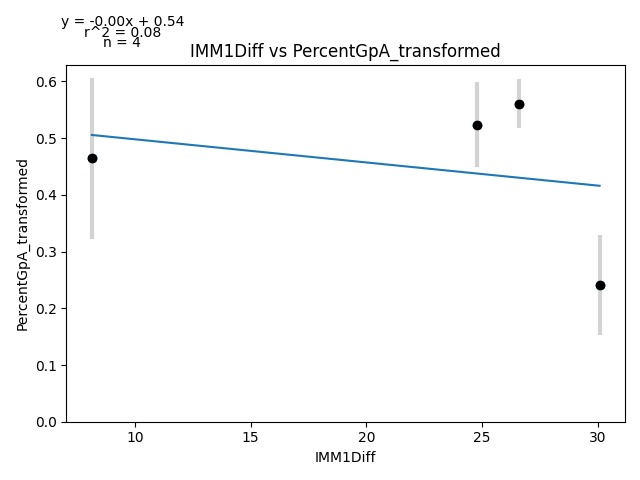 y = -0.00x + 0.54
r^2 = 0.08
n = 4
IMM1Diff vs PercentGpA_transformed
0.6
0.5
0.4
0.3
0.2
0.1
0.0
PercentGpA_transformed
10
15
20
25
30
IMM1Diff